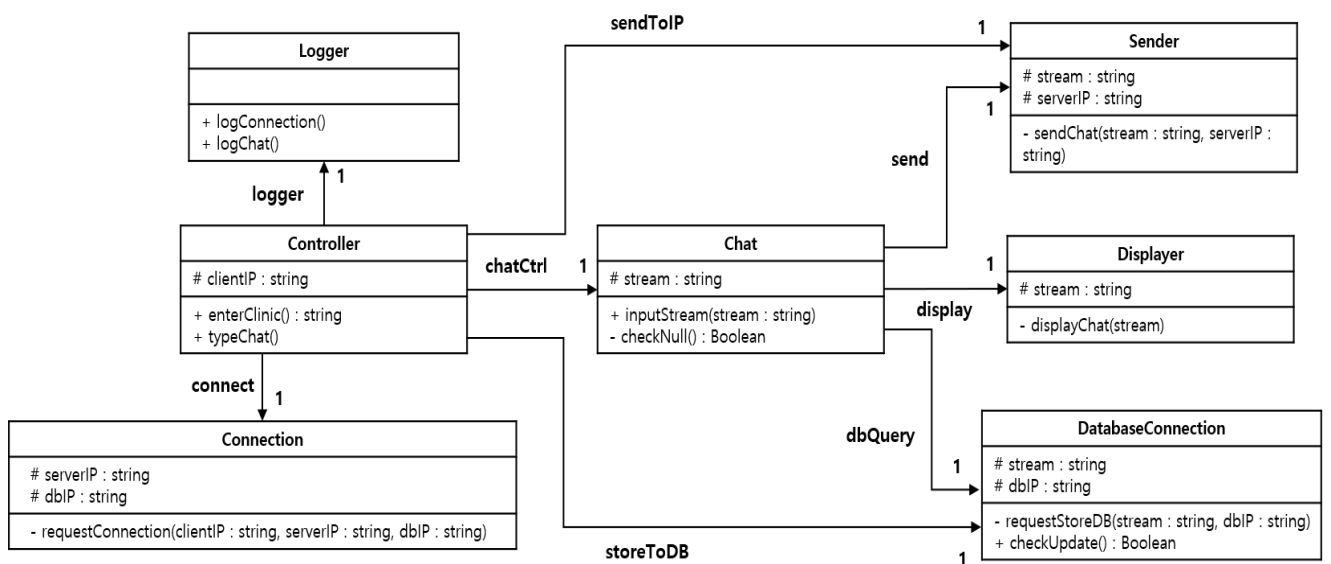 sendToIP
1
Logger
+ logConnection()
+ logChat()
Sender
# stream : string
# serverIP : string
- sendChat(stream : string, serverIP :
string)
1
send
1
logger
Controller
# clientIP : string
+ enterClinic() : string
+ typeChat()
chatCtrl
1
Chat
# stream : string
+ inputStream(stream : string)
- checkNull() : Boolean
1
display
Displayer
# stream : string
- displayChat(stream)
connect
1
Connection
# serverIP : string
# dbIP : string
- requestConnection(clientIP : string, serverIP : string, dbIP : string)
dbQuery
1
DatabaseConnection
# stream : string
# dbIP : string
- requestStoreDB(stream : string, dbIP : string)
+ checkUpdate() : Boolean
storeToDB
1